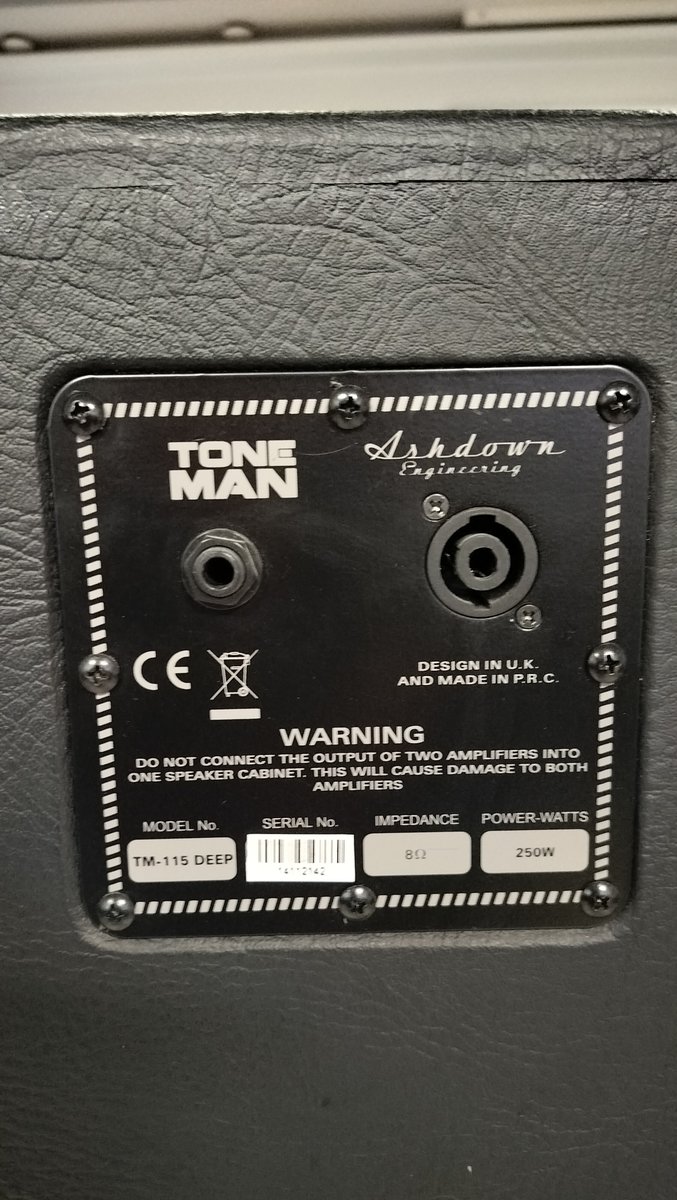 TONE
MAN
Ashdown
Engineering
CE
DESIGN IN U.K.
AND MADE IN P.R.C.
WARNING
DO NOT CONNECT THE OUTPUT OF TWO AMPLIFIERS INTO
ONE SPEAKER CABINET. THIS WILL CAUSE DAMAGE TO BOTH
AMPLIFIERS
MODEL No. SERIAL No. IMPEDANCE POWER-WATTS
TM-115 DEEP 14112142 8Ω 250W